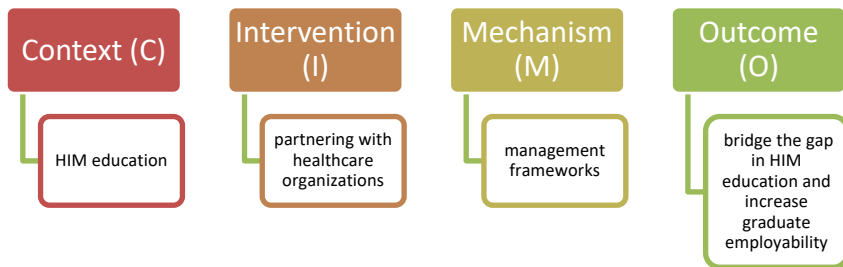 Context (C)
HIM education
Intervention
(I)
partnering with
healthcare
organizations
Mechanism
(M)
management
frameworks
Outcome
(O)
bridge the gap
in HIM
education and
increase
graduate
employability